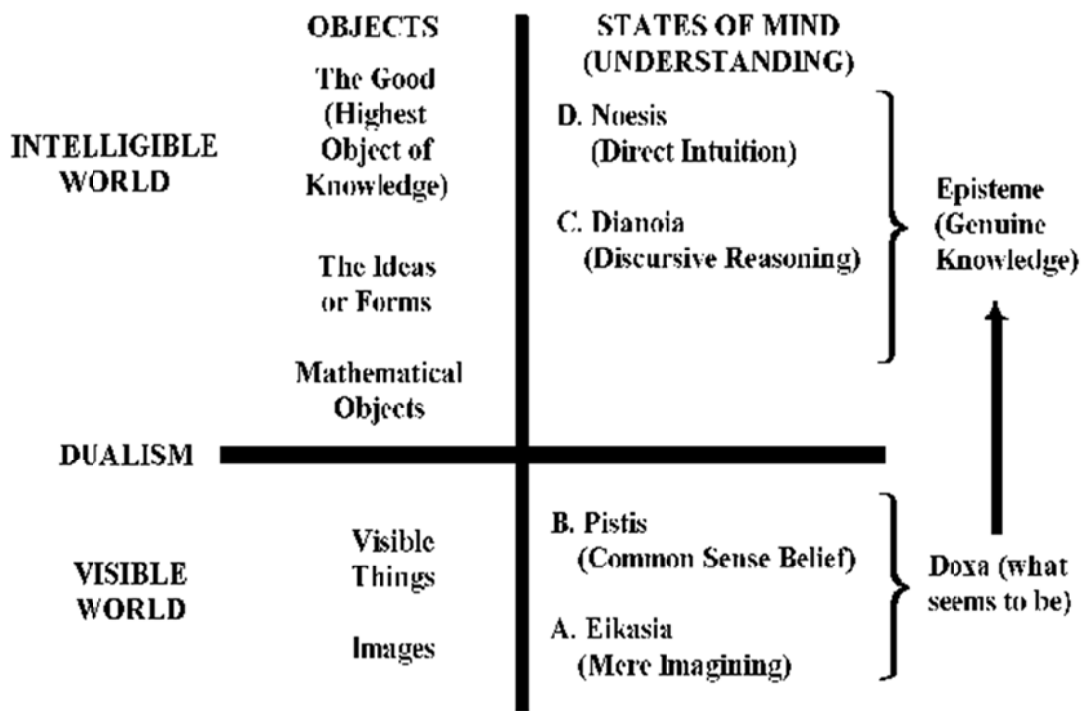 OBJECTS
STATES OF MIND
(UNDERSTANDING)
INTELLIGIBLE
WORLD
The Good
(Highest
Object of
Knowledge)
The Ideas
or Forms
Mathematical
Objects
D. Noesis
(Direct Intuition)
C. Dianoia
(Discursive Reasoning)
Episteme
(Genuine
Knowledge)
DUALISM
VISIBLE
WORLD
Visible
Things
Images
B. Pistis
(Common Sense Belief)
A. Eikasia
(Mere Imagining)
Doxa (what
seems to be)